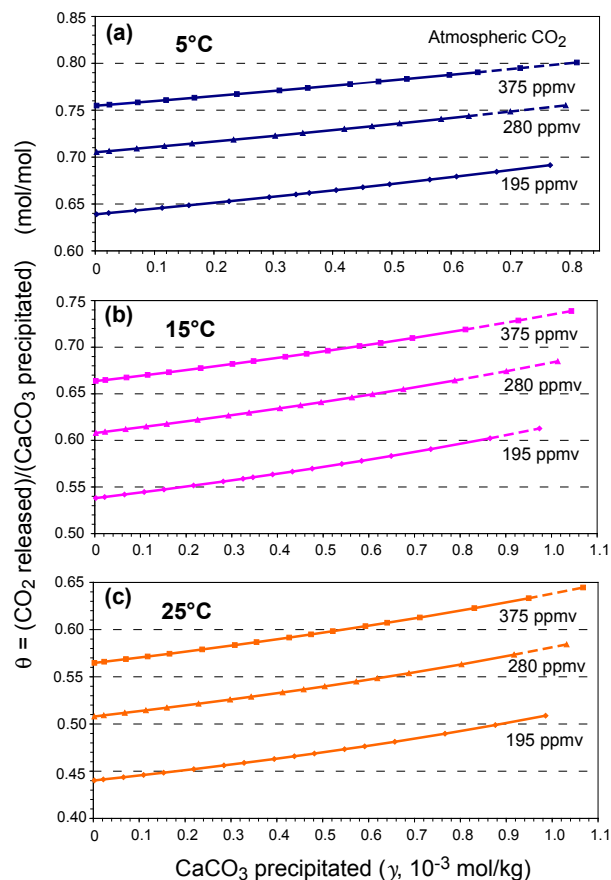 θ = (CO2 released)/(CaCO3 precipitated) (mol/mol)
(a) 5°C
Atmospheric CO2
0.80
0.75
0.70
0.65
0.60
375 ppmv
280 ppmv
195 ppmv
0 0.1 0.2 0.3 0.4 0.5 0.6 0.7 0.8
(b) 15°C
0.75
0.70
0.65
0.60
0.55
0.50
375 ppmv
280 ppmv
195 ppmv
0 0.1 0.2 0.3 0.4 0.5 0.6 0.7 0.8 0.9 1.0 1.1
(c) 25°C
0.65
0.60
0.55
0.50
0.45
0.40
375 ppmv
280 ppmv
195 ppmv
0 0.1 0.2 0.3 0.4 0.5 0.6 0.7 0.8 0.9 1.0 1.1
CaCO3 precipitated (γ, 10-3 mol/kg)